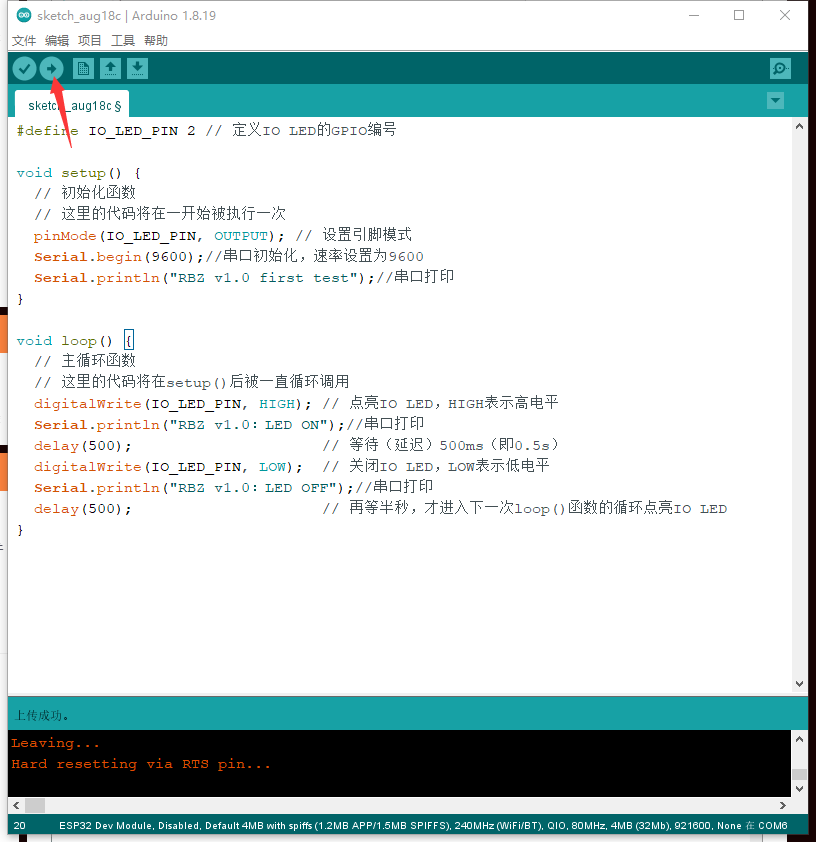 sketch_aug18c | Arduino 1.8.19
文件 编辑 项目 工具 帮助
sketch_aug18c §
#define IO_LED_PIN 2 // 定义IO LED的GPIO编号
void setup() {
// 初始化函数
// 这里的代码将在一开始被执行一次
pinMode(IO_LED_PIN, OUTPUT); // 设置引脚模式
Serial.begin(9600);//串口初始化，速率设置为9600
Serial.println("RBZ v1.0 first test");//串口打印
}
void loop() {
// 主循环函数
// 这里的代码将在setup()后被一直循环调用
digitalWrite(IO_LED_PIN, HIGH); // 点亮IO LED，HIGH表示高电平
Serial.println("RBZ v1.0：LED ON");//串口打印
delay(500); // 等待（延迟）500ms（即0.5s）
digitalWrite(IO_LED_PIN, LOW); // 关闭IO LED，LOW表示低电平
Serial.println("RBZ v1.0：LED OFF");//串口打印
delay(500); // 再等半秒，才进入下一次loop()函数的循环点亮IO LED
}
上传成功。
Leaving...
Hard resetting via RTS pin...
20 ESP32 Dev Module, Disabled, Default 4MB with spiffs (1.2MB APP/1.5MB SPIFFS), 240MHz (WiFi/BT), QIO, 80MHz, 4MB (32Mb), 921600, None 在 COM6